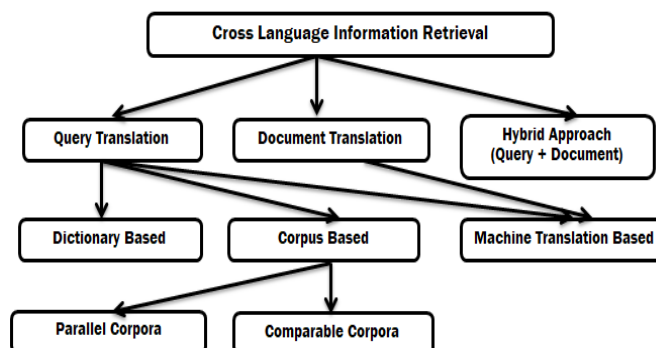 Cross Language Information Retrieval
Query Translation
Document Translation
Hybrid Approach
(Query + Document)
Dictionary Based
Corpus Based
Machine Translation Based
Parallel Corpora
Comparable Corpora